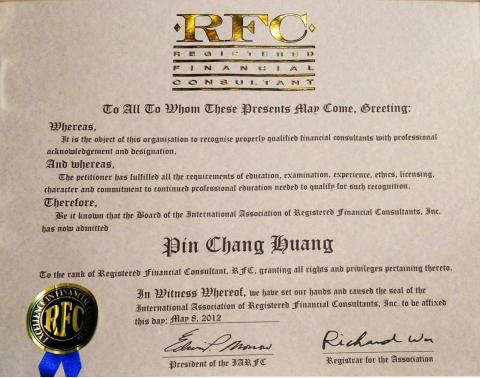 RFC
REGISTERED
FINANCIAL
CONSULTANT
To All To Whom These Presents May Come, Greeting:
Whereas,
It is the object of this organization to recognize properly qualified financial consultants with professional
acknowledgement and designation,
And whereas,
The petitioner has fulfilled all the requirements of education, examination, experience, ethics, licensing,
character and commitment to continued professional education needed to qualify for such recognition.
Therefore,
Be it known that the Board of the International Association of Registered Financial Consultants, Inc.
has now admitted
Pin Chang Huang
To the rank of Registered Financial Consultant, RFC, granting all rights and privileges pertaining thereto.
In Witness Whereof, we have set our hands and caused the seal of the
International Association of Registered Financial Consultants, Inc. to be affixed
this day: May 8, 2012
EXCELLENCE IN FINANCIAL
RFC
Edwin P Morrow
Richard Wu
President of the IARFC
Registrar for the Association